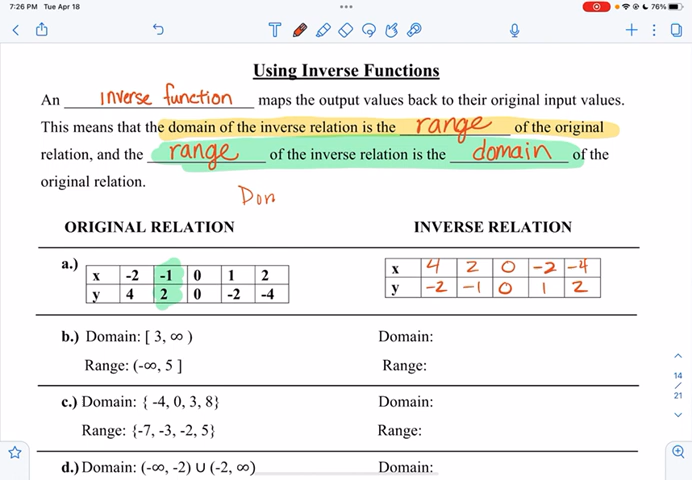 7:26 PM Tue Apr 18 76%
Using Inverse Functions
An inverse function maps the output values back to their original input values.
This means that the domain of the inverse relation is the range of the original
relation, and the range of the inverse relation is the domain of the
original relation.
Dom
ORIGINAL RELATION INVERSE RELATION
a.)
x -2 -1 0 1 2
y 4 2 0 -2 -4
x 4 2 0 -2 -4
y -2 -1 0 1 2
b.) Domain: [ 3, ∞ ) Domain:
Range: (-∞, 5 ] Range:
c.) Domain: { -4, 0, 3, 8} Domain:
Range: {-7, -3, -2, 5} Range:
d.) Domain: (-∞, -2) ∪ (-2, ∞) Domain:
14
/
21